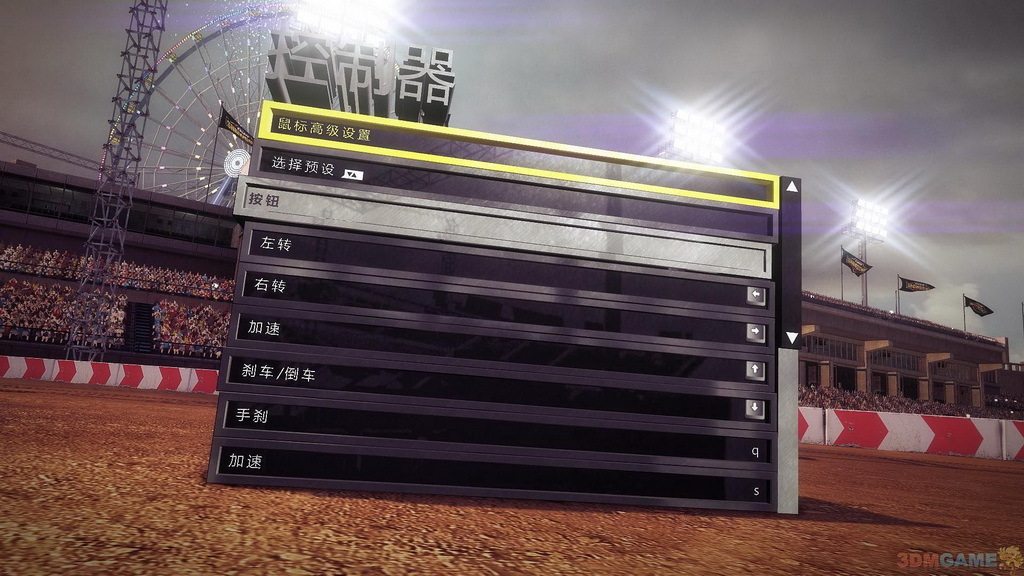 控制器
鼠标高级设置
选择预设
按钮
左转 ←
右转 →
加速 ↑
刹车/倒车 ↓
手刹 q
加速 s
3DMGAME